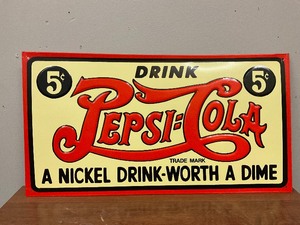 DRINK
5¢ 5¢
PEPSI=COLA
TRADE MARK
A NICKEL DRINK-WORTH A DIME